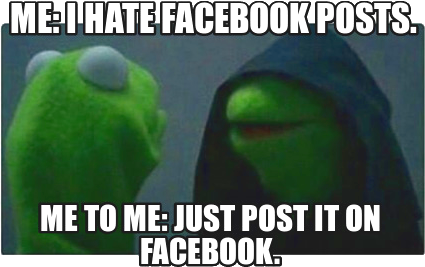 ME: I HATE FACEBOOK POSTS.
ME TO ME: JUST POST IT ON
FACEBOOK.